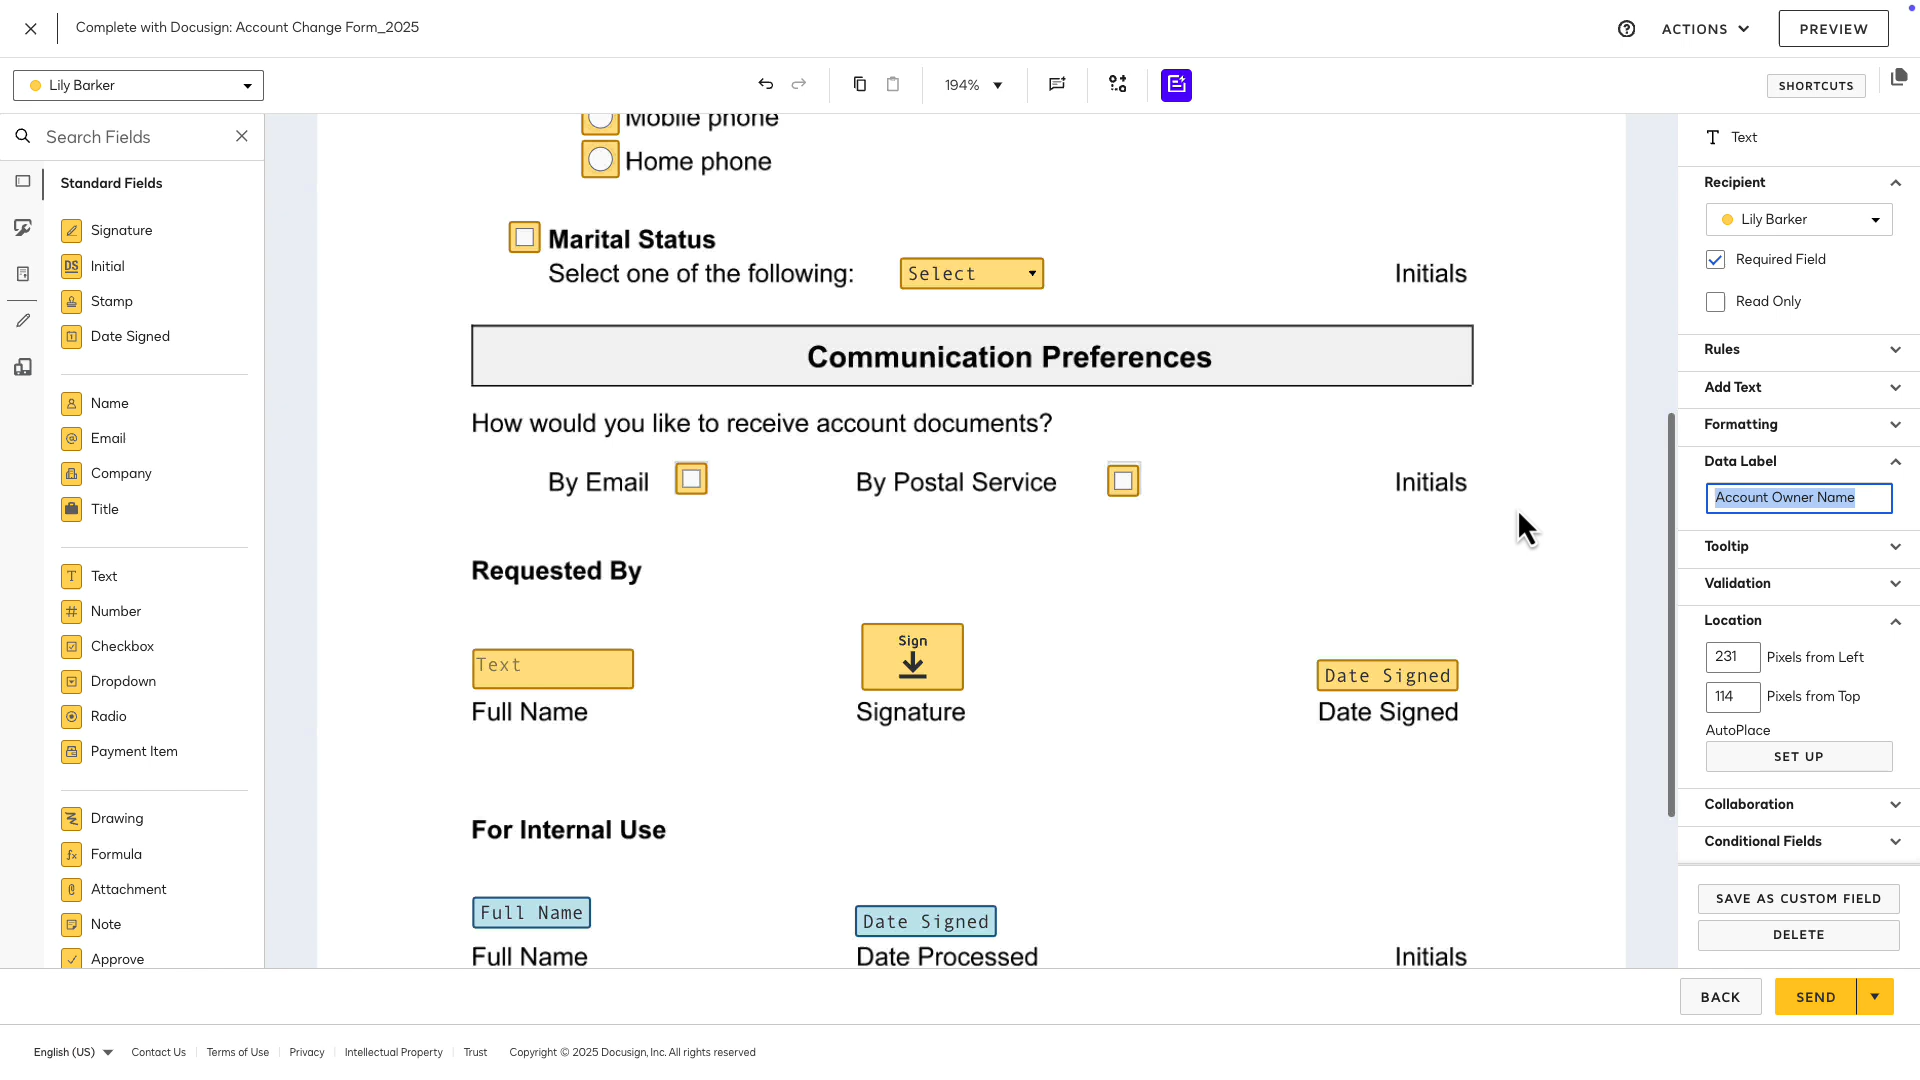 Complete with Docusign: Account Change Form_2025
ACTIONS
PREVIEW
Lily Barker
194%
SHORTCUTS
Search Fields
Standard Fields
Signature
DS Initial
Stamp
Date Signed
Name
Email
Company
Title
Text
Number
Checkbox
Dropdown
Radio
Payment Item
Drawing
Formula
Attachment
Note
Approve
Mobile phone
Home phone
Marital Status
Select one of the following: Select Initials
Communication Preferences
How would you like to receive account documents?
By Email By Postal Service Initials
Requested By
Text Sign Date Signed
Full Name Signature Date Signed
For Internal Use
Full Name Date Signed
Full Name Date Processed Initials
Text
Recipient
Lily Barker
Required Field
Read Only
Rules
Add Text
Formatting
Data Label
Account Owner Name
Tooltip
Validation
Location
231 Pixels from Left
114 Pixels from Top
AutoPlace
SET UP
Collaboration
Conditional Fields
SAVE AS CUSTOM FIELD
DELETE
BACK SEND
English (US) Contact Us Terms of Use Privacy Intellectual Property Trust Copyright © 2025 Docusign, Inc. All rights reserved